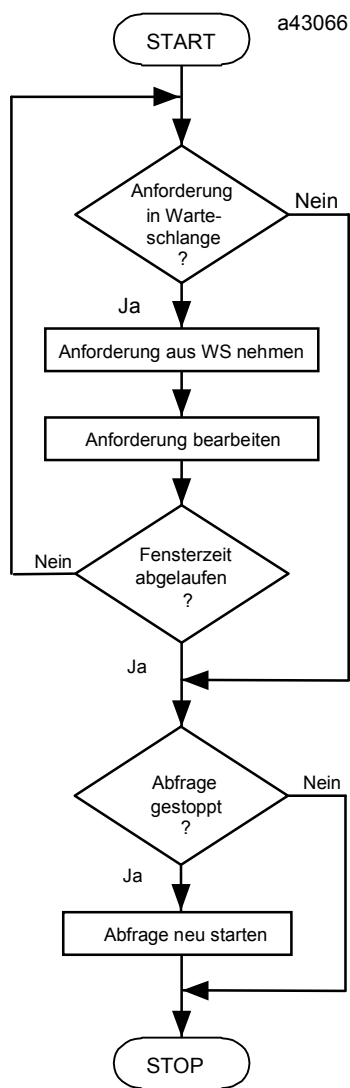 START
a43066
Anforderung
in Warte-
schlange
?
Nein
Ja
Anforderung aus WS nehmen
Anforderung bearbeiten
Fensterzeit
abgelaufen
?
Nein
Ja
Abfrage
gestoppt
?
Nein
Ja
Abfrage neu starten
STOP